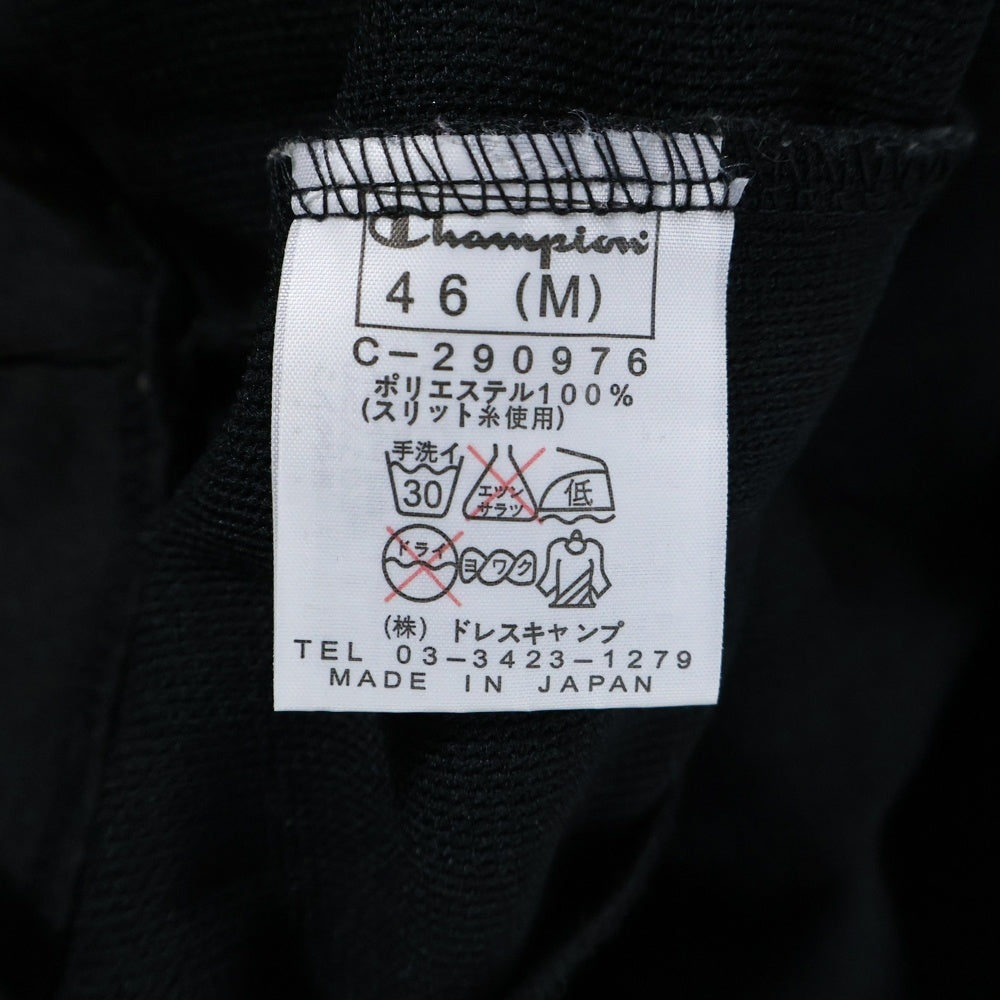 Champion
46 (M)
C-290976
ポリエステル100%
(スリット糸使用)
手洗イ
30
エンソ
サラシ
低
ドライ
ヨワク
(株) ドレスキャンプ
TEL 03-3423-1279
MADE IN JAPAN